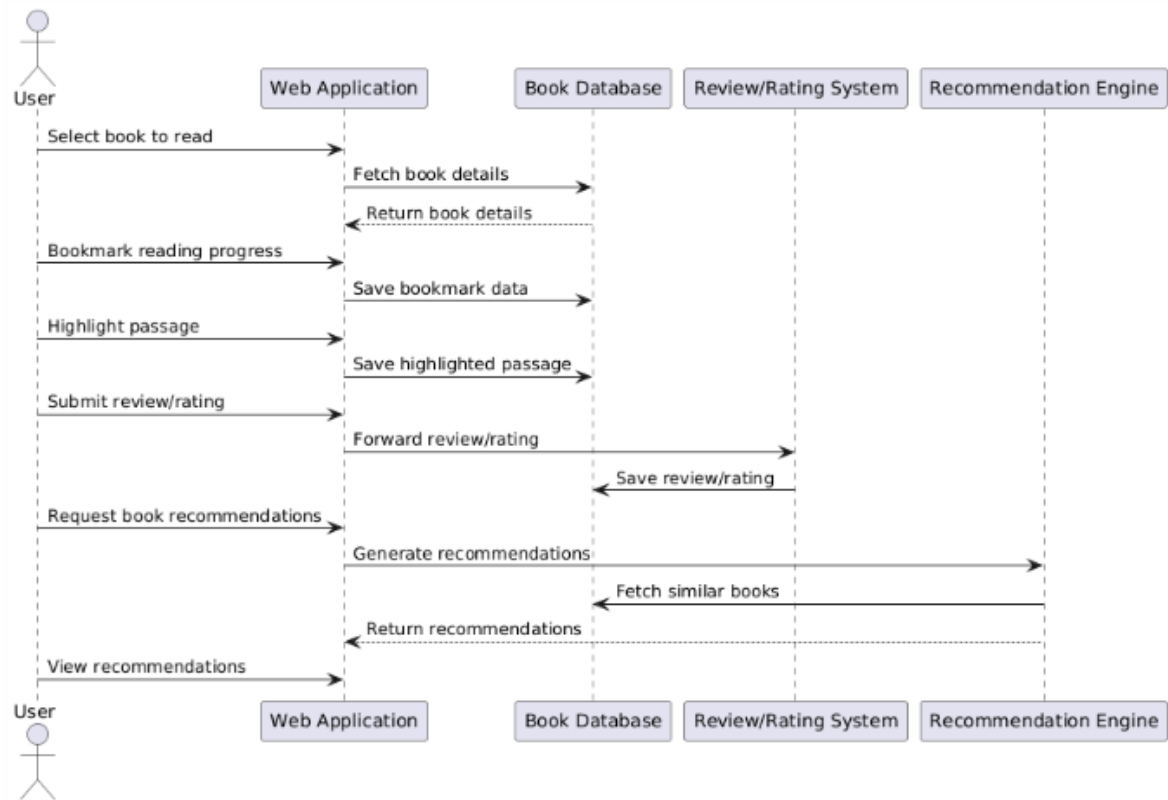 User
Web Application
Book Database
Review/Rating System
Recommendation Engine
Select book to read
Fetch book details
Return book details
Bookmark reading progress
Save bookmark data
Highlight passage
Save highlighted passage
Submit review/rating
Forward review/rating
Save review/rating
Request book recommendations
Generate recommendations
Fetch similar books
Return recommendations
View recommendations
User
Web Application
Book Database
Review/Rating System
Recommendation Engine